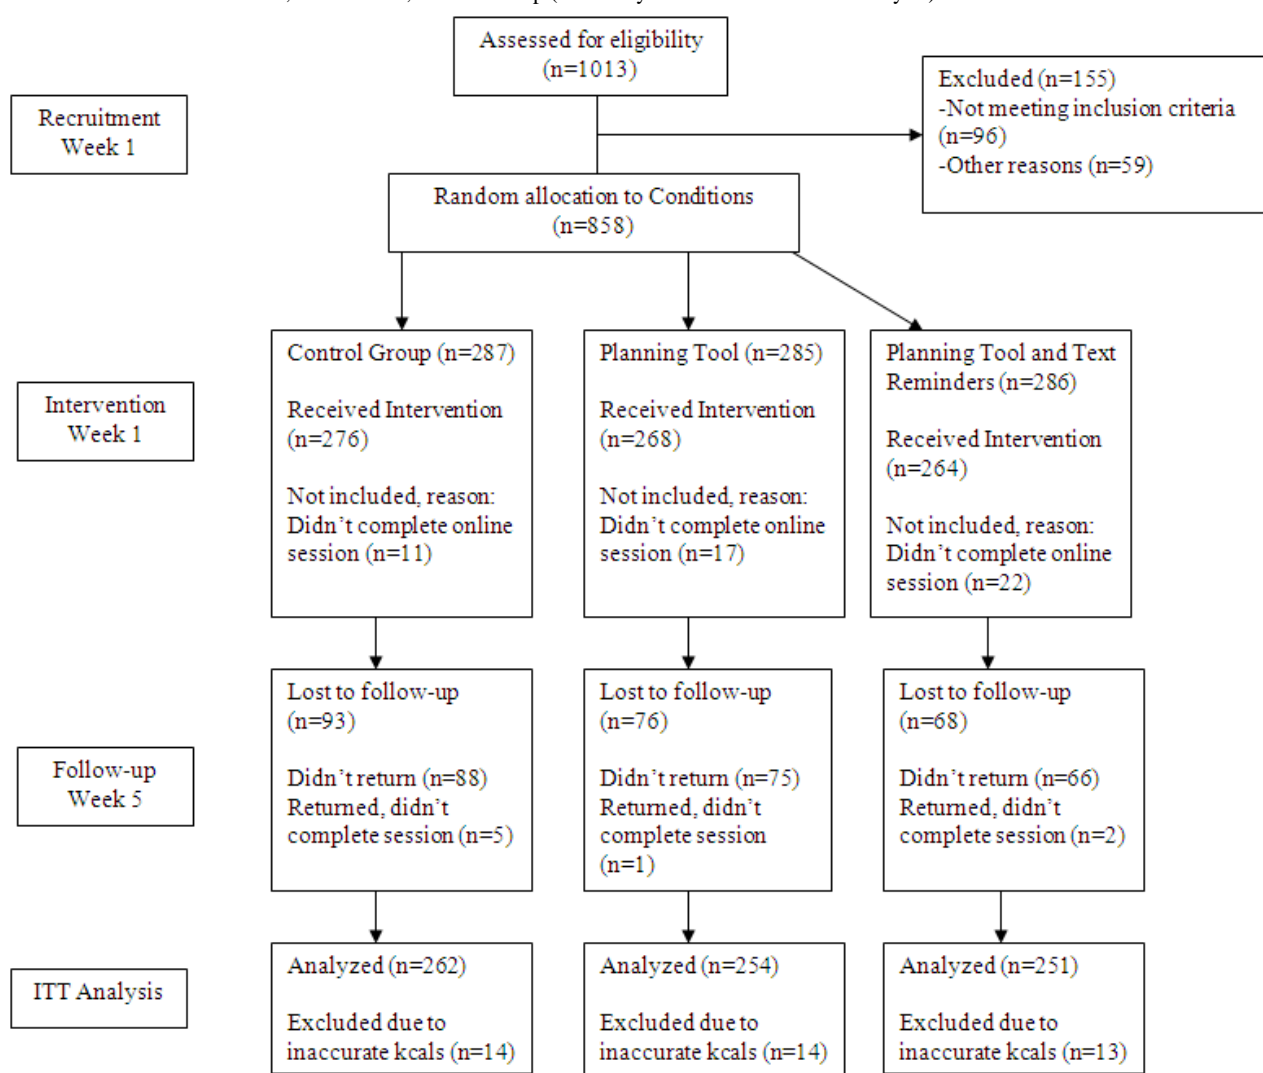 Assessed for eligibility
(n=1013)
Excluded (n=155)
-Not meeting inclusion criteria
(n=96)
-Other reasons (n=59)
Recruitment
Week 1
Random allocation to Conditions
(n=858)
Intervention
Week 1
Control Group (n=287)
Received Intervention
(n=276)
Not included, reason:
Didn’t complete online
session (n=11)
Planning Tool (n=285)
Received Intervention
(n=268)
Not included, reason:
Didn’t complete online
session (n=17)
Planning Tool and Text
Reminders (n=286)
Received Intervention
(n=264)
Not included, reason:
Didn’t complete online
session (n=22)
Follow-up
Week 5
Lost to follow-up
(n=93)
Didn’t return (n=88)
Returned, didn’t
complete session (n=5)
Lost to follow-up
(n=76)
Didn’t return (n=75)
Returned, didn’t
complete session
(n=1)
Lost to follow-up
(n=68)
Didn’t return (n=66)
Returned, didn’t
complete session (n=2)
ITT Analysis
Analyzed (n=262)
Excluded due to
inaccurate kcals (n=14)
Analyzed (n=254)
Excluded due to
inaccurate kcals (n=14)
Analyzed (n=251)
Excluded due to
inaccurate kcals (n=13)